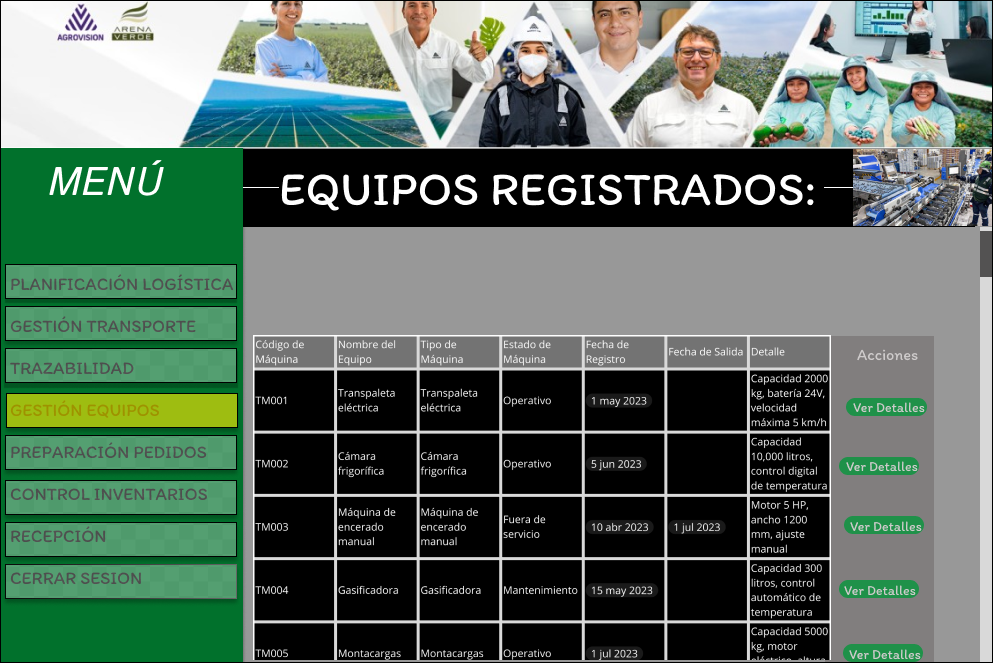 AGROVISION
ARENA
VERDE
MENÚ
EQUIPOS REGISTRADOS:
PLANIFICACIÓN LOGÍSTICA
GESTIÓN TRANSPORTE
TRAZABILIDAD
GESTIÓN EQUIPOS
PREPARACIÓN PEDIDOS
CONTROL INVENTARIOS
RECEPCIÓN
CERRAR SESION
Código de
Máquina
Nombre del
Equipo
Tipo de
Máquina
Estado de
Máquina
Fecha de
Registro
Fecha de Salida
Detalle
Acciones
TM001
Transpaleta
eléctrica
Transpaleta
eléctrica
Operativo
1 may 2023
Capacidad 2000
kg, batería 24V,
velocidad
máxima 5 km/h
Ver Detalles
TM002
Cámara
frigorífica
Cámara
frigorífica
Operativo
5 jun 2023
Capacidad
10,000 litros,
control digital
de temperatura
Ver Detalles
TM003
Máquina de
encerado
manual
Máquina de
encerado
manual
Fuera de
servicio
10 abr 2023
1 jul 2023
Motor 5 HP,
ancho 1200
mm, ajuste
manual
Ver Detalles
TM004
Gasificadora
Gasificadora
Mantenimiento
15 may 2023
Capacidad 300
litros, control
automático de
temperatura
Ver Detalles
TM005
Montacargas
Montacargas
Operativo
1 jul 2023
Capacidad 5000
kg, motor
eléctrico, altura
Ver Detalles